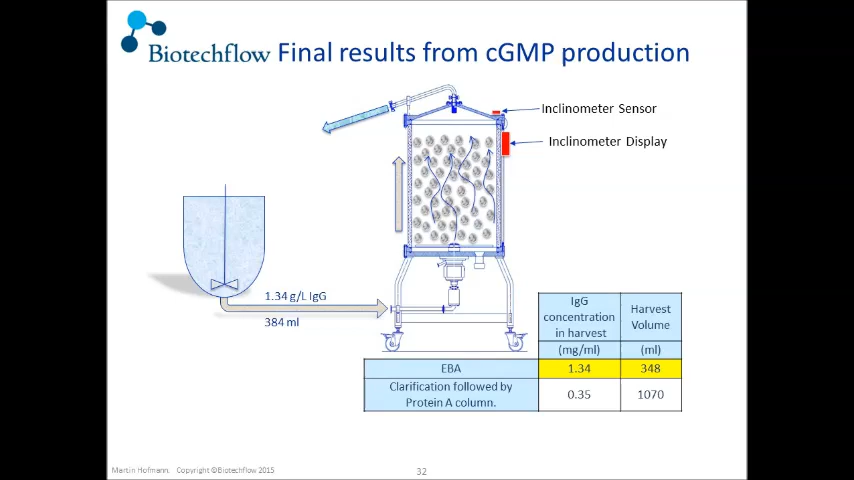 Biotechflow Final results from cGMP production
Inclinometer Sensor
Inclinometer Display
1.34 g/L IgG
384 ml
IgG concentration in harvest
Harvest Volume
(mg/ml)
(ml)
EBA
1.34
348
Clarification followed by Protein A column.
0.35
1070
Martin Hofmann. Copyright ©Biotechflow 2015
32